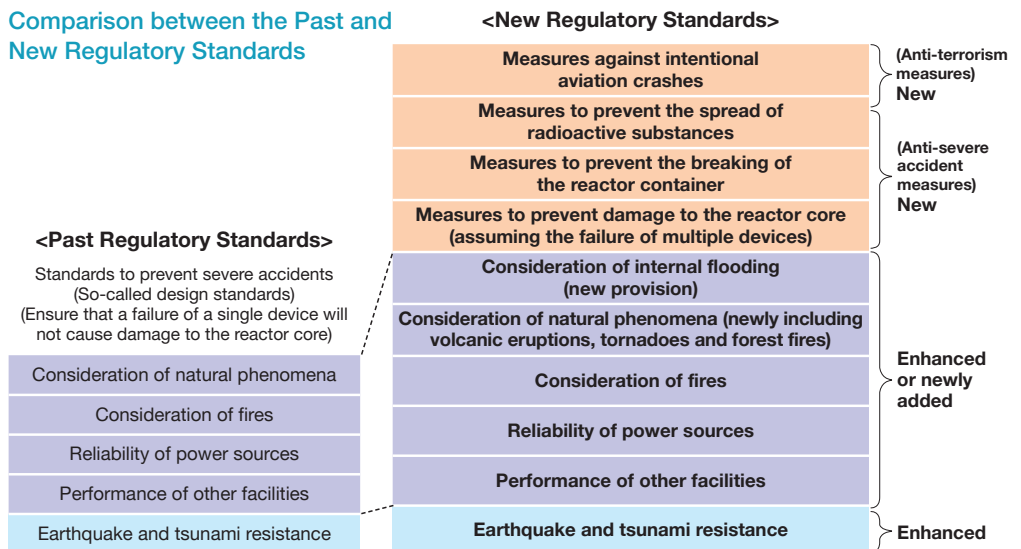 Comparison between the Past and
New Regulatory Standards
<Past Regulatory Standards>
Standards to prevent severe accidents
(So-called design standards)
(Ensure that a failure of a single device will
not cause damage to the reactor core)
Consideration of natural phenomena
Consideration of fires
Reliability of power sources
Performance of other facilities
Earthquake and tsunami resistance
<New Regulatory Standards>
Measures against intentional
aviation crashes
Measures to prevent the spread of
radioactive substances
Measures to prevent the breaking of
the reactor container
Measures to prevent damage to the reactor core
(assuming the failure of multiple devices)
Consideration of internal flooding
(new provision)
Consideration of natural phenomena (newly including
volcanic eruptions, tornadoes and forest fires)
Consideration of fires
Reliability of power sources
Performance of other facilities
Earthquake and tsunami resistance
(Anti-terrorism
measures)
New
(Anti-severe
accident
measures)
New
Enhanced
or newly
added
Enhanced